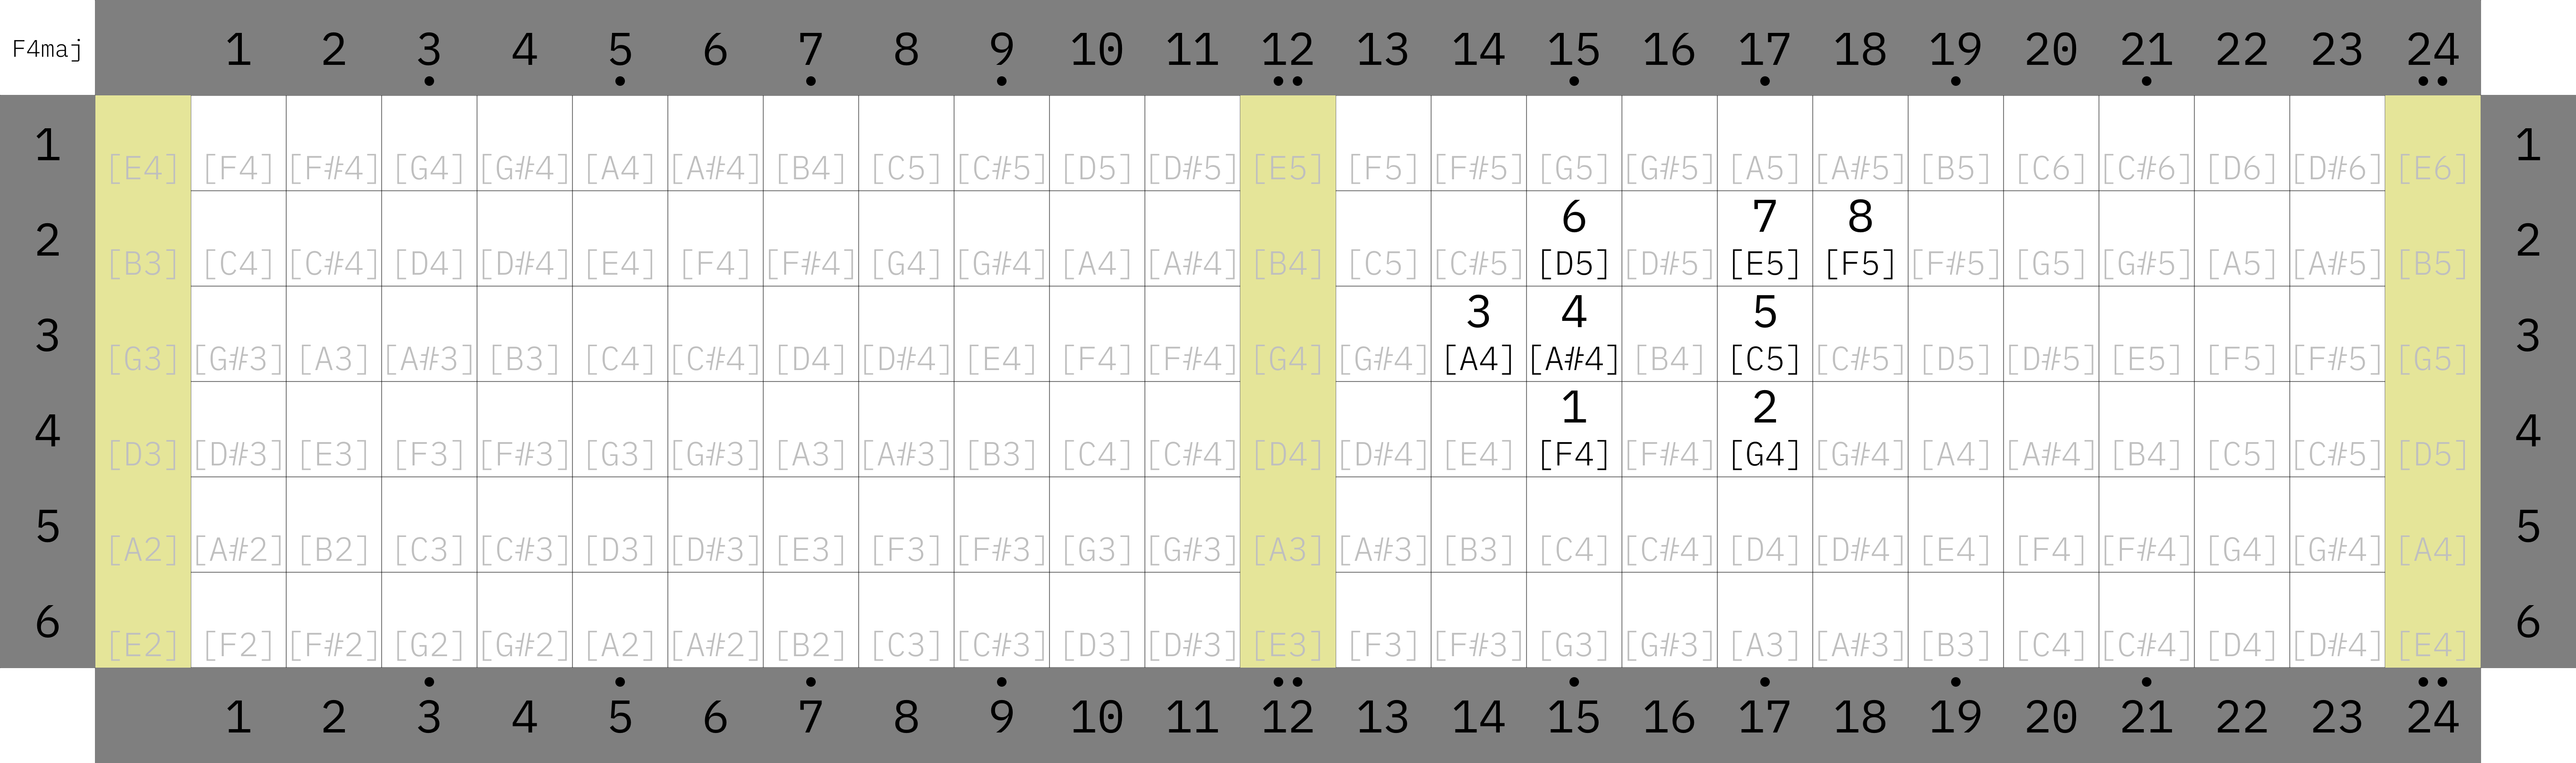 F4maj 1 2 3 4 5 6 7 8 9 10 11 12 13 14 15 16 17 18 19 20 21 22 23 24
1 [E4] [F4] [F#4] [G4] [G#4] [A4] [A#4] [B4] [C5] [C#5] [D5] [D#5] [E5] [F5] [F#5] [G5] [G#5] [A5] [A#5] [B5] [C6] [C#6] [D6] [D#6] [E6] 1
6 7 8
2 [B3] [C4] [C#4] [D4] [D#4] [E4] [F4] [F#4] [G4] [G#4] [A4] [A#4] [B4] [C5] [C#5] [D5] [D#5] [E5] [F5] [F#5] [G5] [G#5] [A5] [A#5] [B5] 2
3 4 5
3 [G3] [G#3] [A3] [A#3] [B3] [C4] [C#4] [D4] [D#4] [E4] [F4] [F#4] [G4] [G#4] [A4] [A#4] [B4] [C5] [C#5] [D5] [D#5] [E5] [F5] [F#5] [G5] 3
1 2
4 [D3] [D#3] [E3] [F3] [F#3] [G3] [G#3] [A3] [A#3] [B3] [C4] [C#4] [D4] [D#4] [E4] [F4] [F#4] [G4] [G#4] [A4] [A#4] [B4] [C5] [C#5] [D5] 4
5 [A2] [A#2] [B2] [C3] [C#3] [D3] [D#3] [E3] [F3] [F#3] [G3] [G#3] [A3] [A#3] [B3] [C4] [C#4] [D4] [D#4] [E4] [F4] [F#4] [G4] [G#4] [A4] 5
6 [E2] [F2] [F#2] [G2] [G#2] [A2] [A#2] [B2] [C3] [C#3] [D3] [D#3] [E3] [F3] [F#3] [G3] [G#3] [A3] [A#3] [B3] [C4] [C#4] [D4] [D#4] [E4] 6
1 2 3 4 5 6 7 8 9 10 11 12 13 14 15 16 17 18 19 20 21 22 23 24